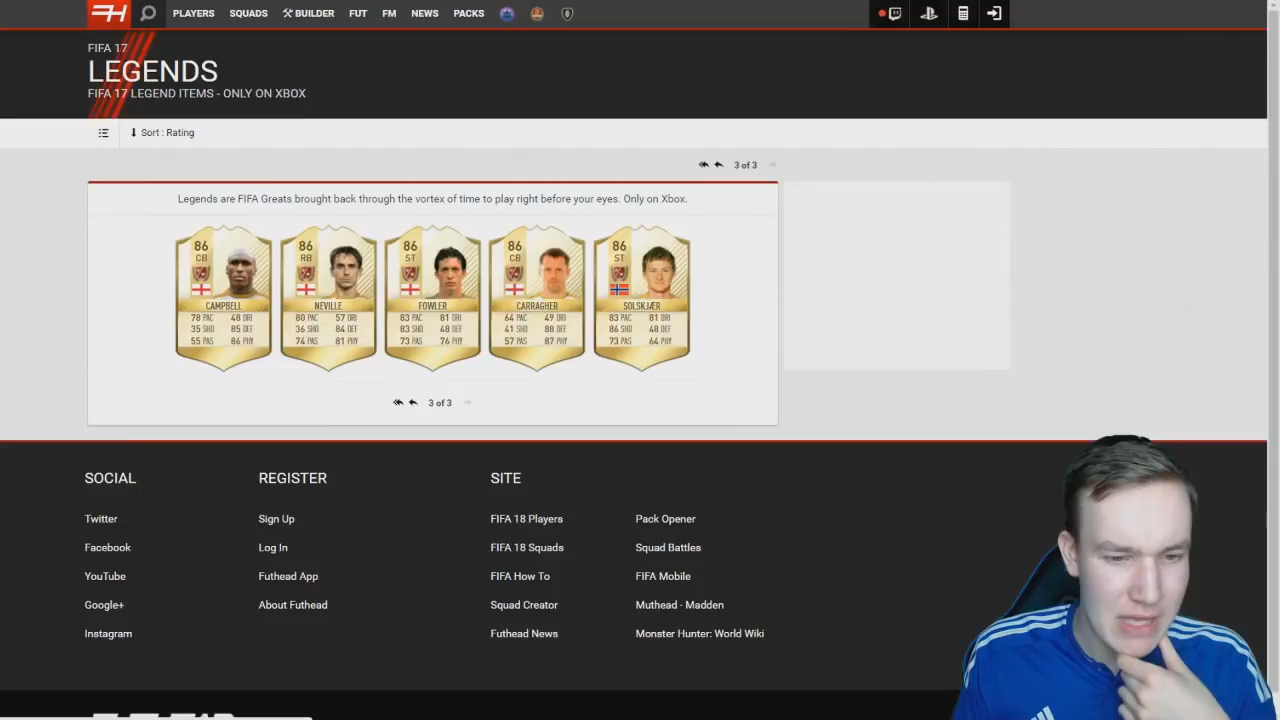 PLAYERS SQUADS BUILDER FUT FM NEWS PACKS
FIFA 17
LEGENDS
FIFA 17 LEGEND ITEMS - ONLY ON XBOX
Sort : Rating
3 of 3
Legends are FIFA Greats brought back through the vortex of time to play right before your eyes. Only on Xbox.
86
CB
CAMPBELL
78 PAC 48 DRI
35 SHO 85 DEF
55 PAS 86 PHY
86
RB
NEVILLE
80 PAC 57 DRI
36 SHO 84 DEF
74 PAS 81 PHY
86
ST
FOWLER
83 PAC 81 DRI
83 SHO 48 DEF
73 PAS 76 PHY
86
CB
CARRAGHER
64 PAC 49 DRI
41 SHO 88 DEF
57 PAS 87 PHY
86
ST
SOLSKJÆR
83 PAC 81 DRI
86 SHO 48 DEF
73 PAS 64 PHY
3 of 3
SOCIAL
Twitter
Facebook
YouTube
Google+
Instagram
REGISTER
Sign Up
Log In
Futhead App
About Futhead
SITE
FIFA 18 Players
FIFA 18 Squads
FIFA How To
Squad Creator
Futhead News
Pack Opener
Squad Battles
FIFA Mobile
Muthead - Madden
Monster Hunter: World Wiki